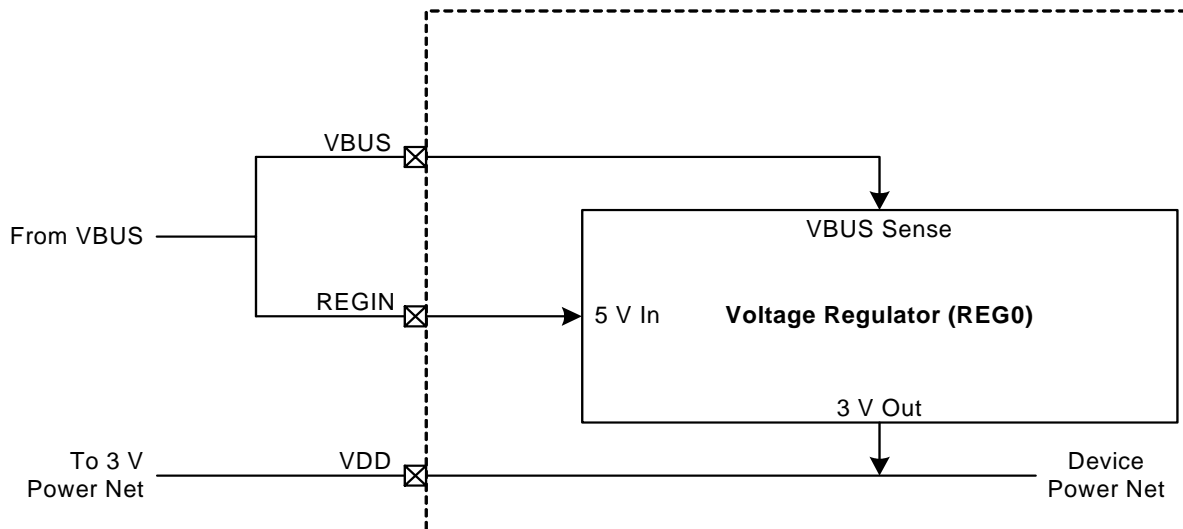 VBUS
From VBUS
VBUS Sense
REGIN
5 V In
Voltage Regulator (REG0)
3 V Out
To 3 V
Power Net
VDD
Device
Power Net